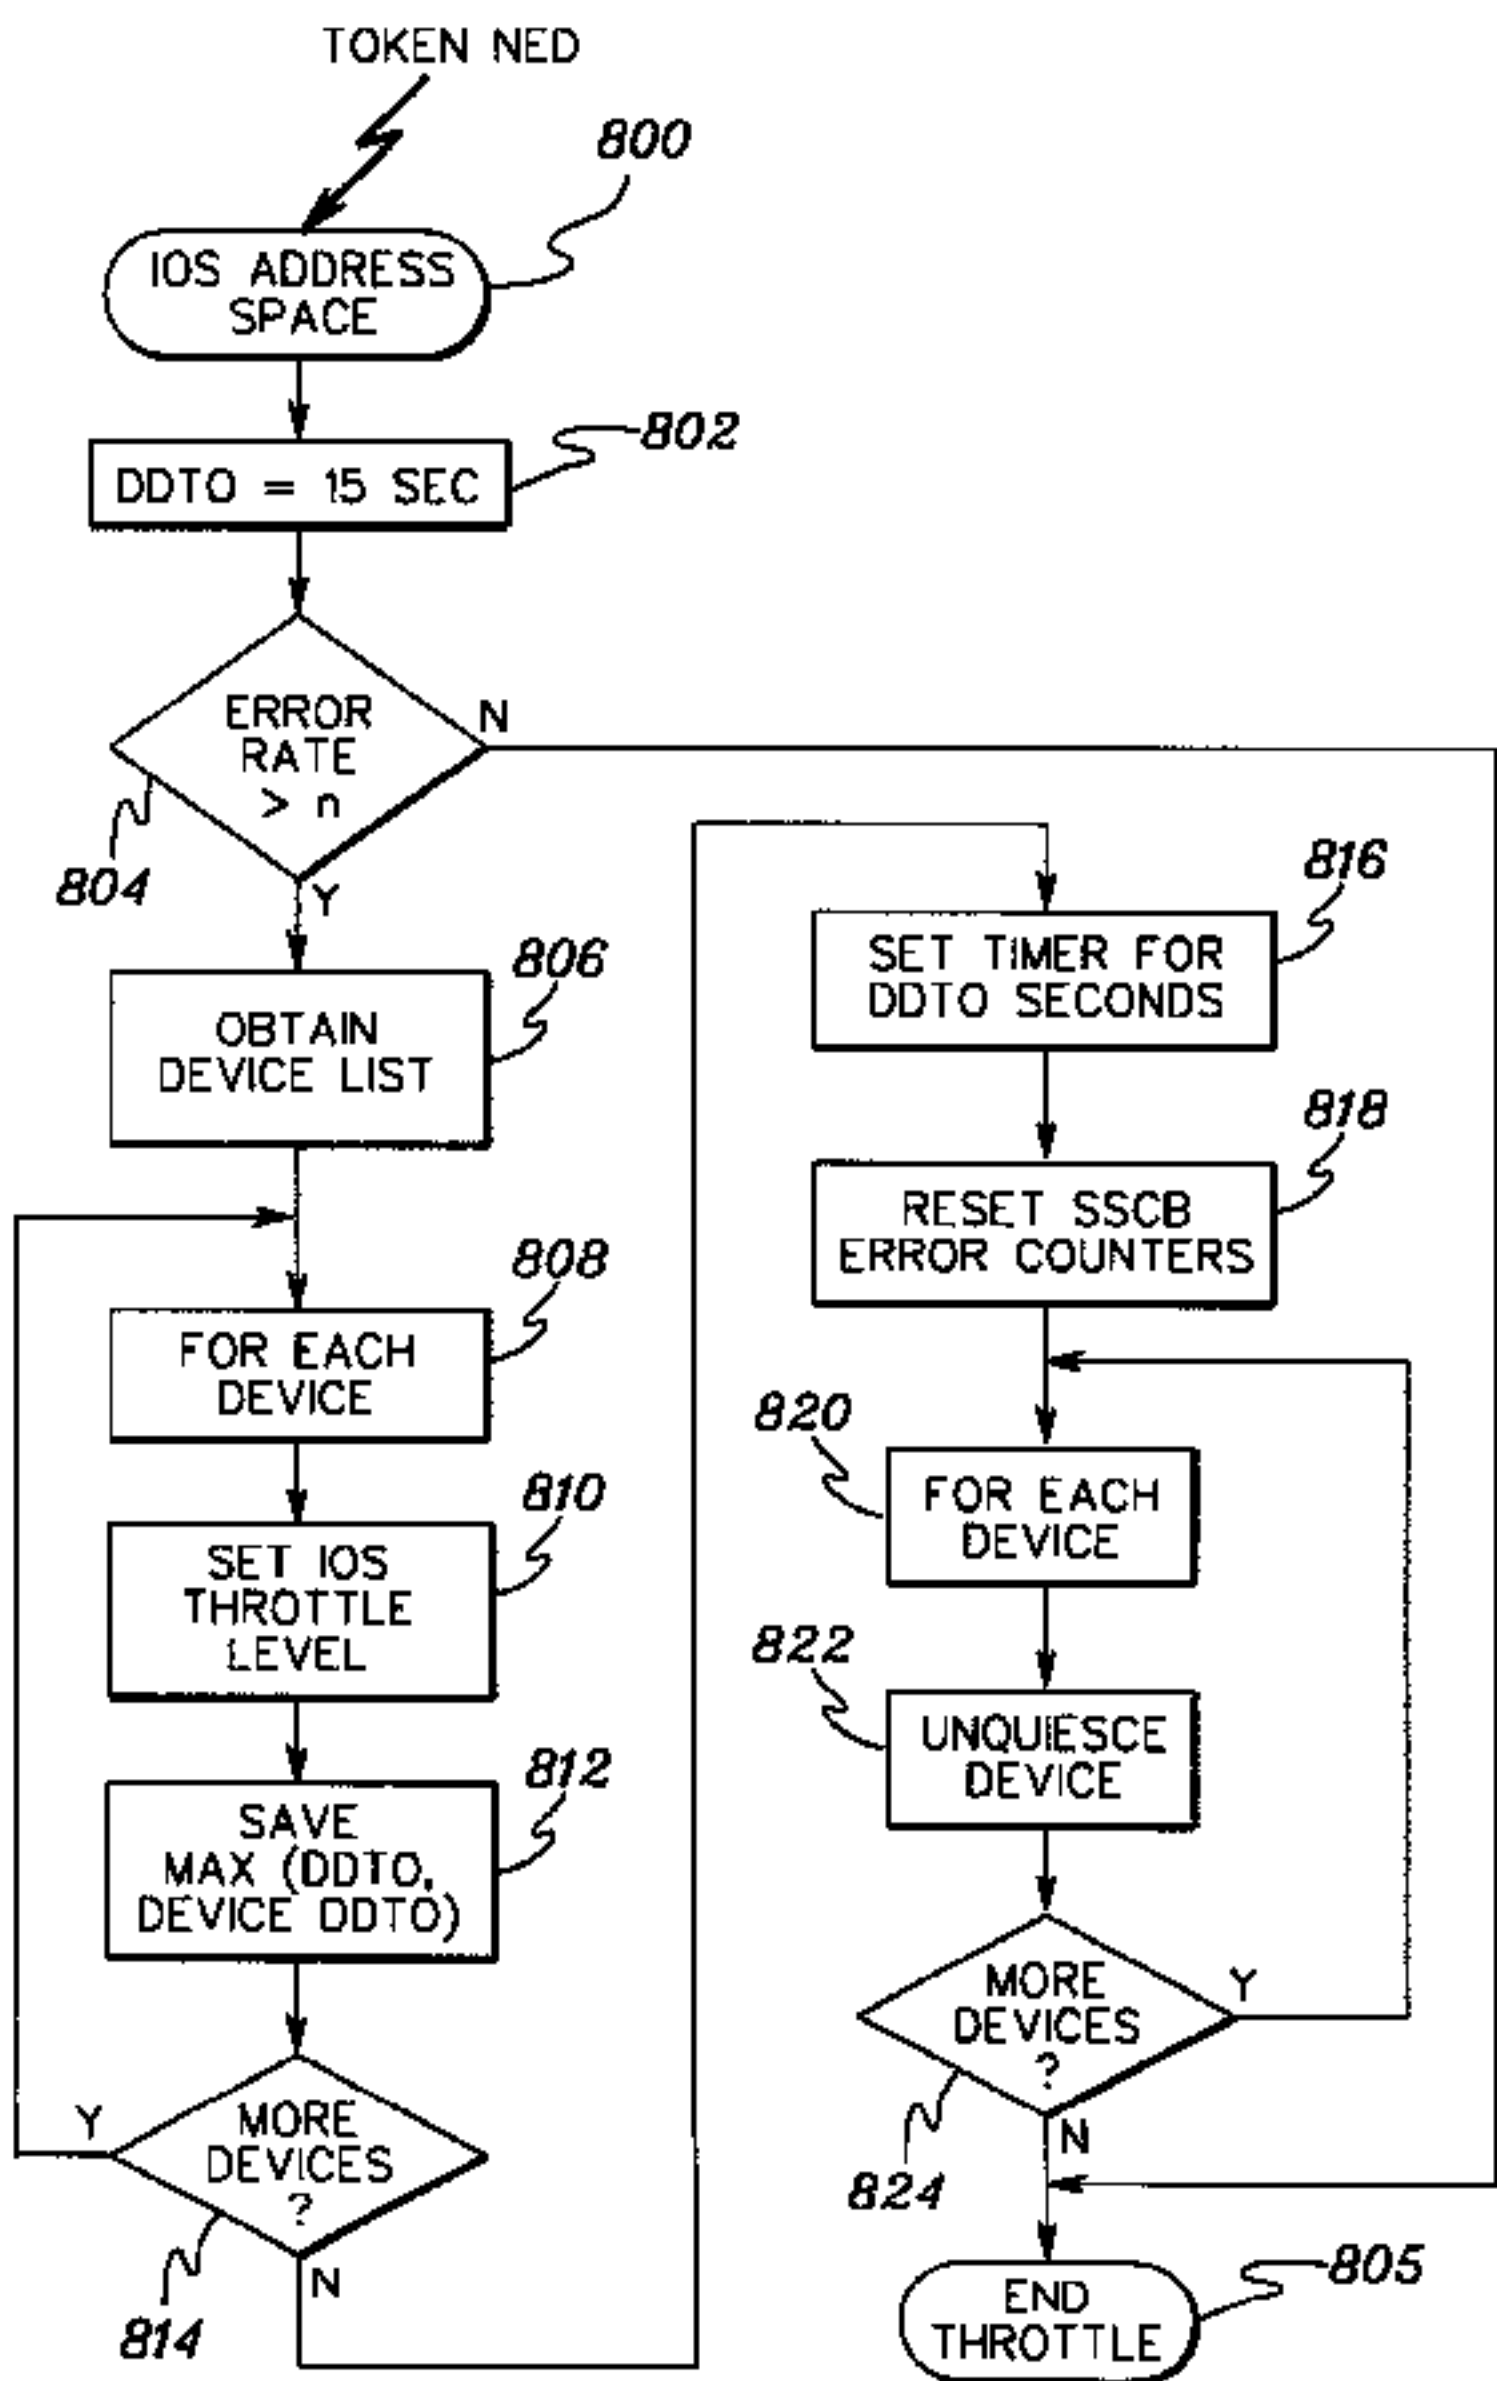 TOKEN NED
800
IOS ADDRESS
SPACE
802
DDTO = 15 SEC
ERROR
RATE
> n
N
804
Y
806
OBTAIN
DEVICE LIST
808
FOR EACH
DEVICE
810
SET IOS
THROTTLE
LEVEL
812
SAVE
MAX (DDTO,
DEVICE DDTO)
Y
MORE
DEVICES
?
814
N
816
SET TIMER FOR
DDTO SECONDS
818
RESET SSCB
ERROR COUNTERS
820
FOR EACH
DEVICE
822
UNQUIESCE
DEVICE
MORE
DEVICES
?
Y
824
N
805
END
THROTTLE